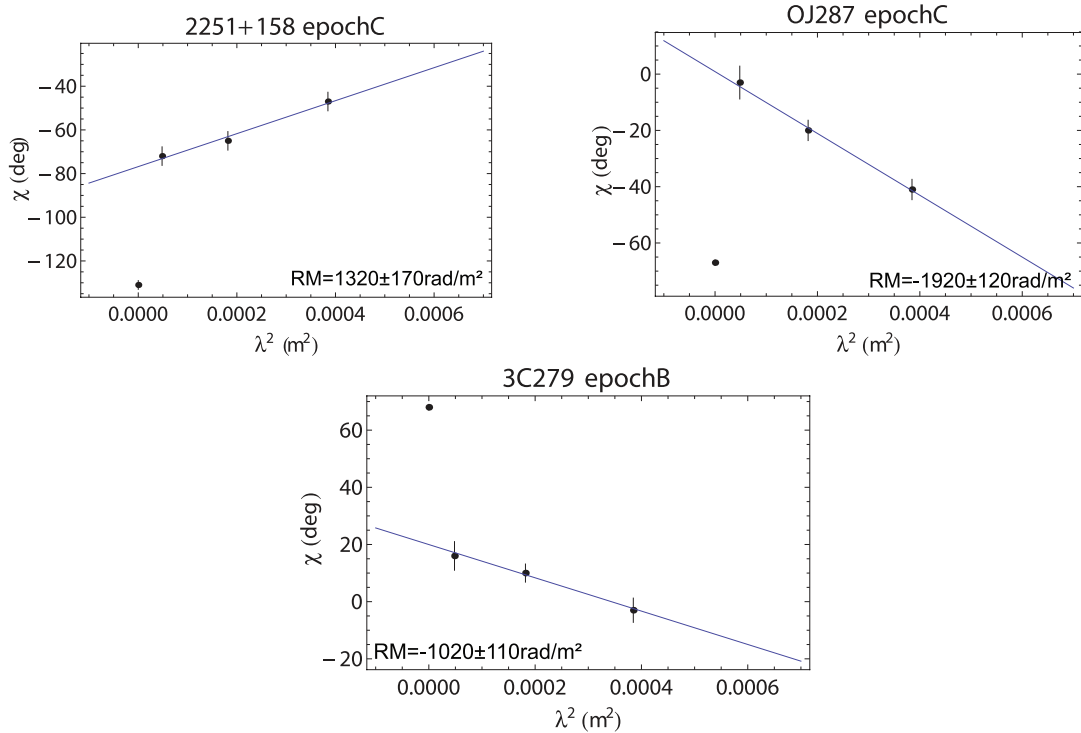 2251+158 epochC
χ (deg)
−40
−60
−80
−100
−120
RM=1320±170rad/m²
0.0000 0.0002 0.0004 0.0006
λ² (m²)
OJ287 epochC
χ (deg)
0
−20
−40
−60
RM=-1920±120rad/m²
0.0000 0.0002 0.0004 0.0006
λ² (m²)
3C279 epochB
χ (deg)
60
40
20
0
−20
RM=-1020±110rad/m²
0.0000 0.0002 0.0004 0.0006
λ² (m²)